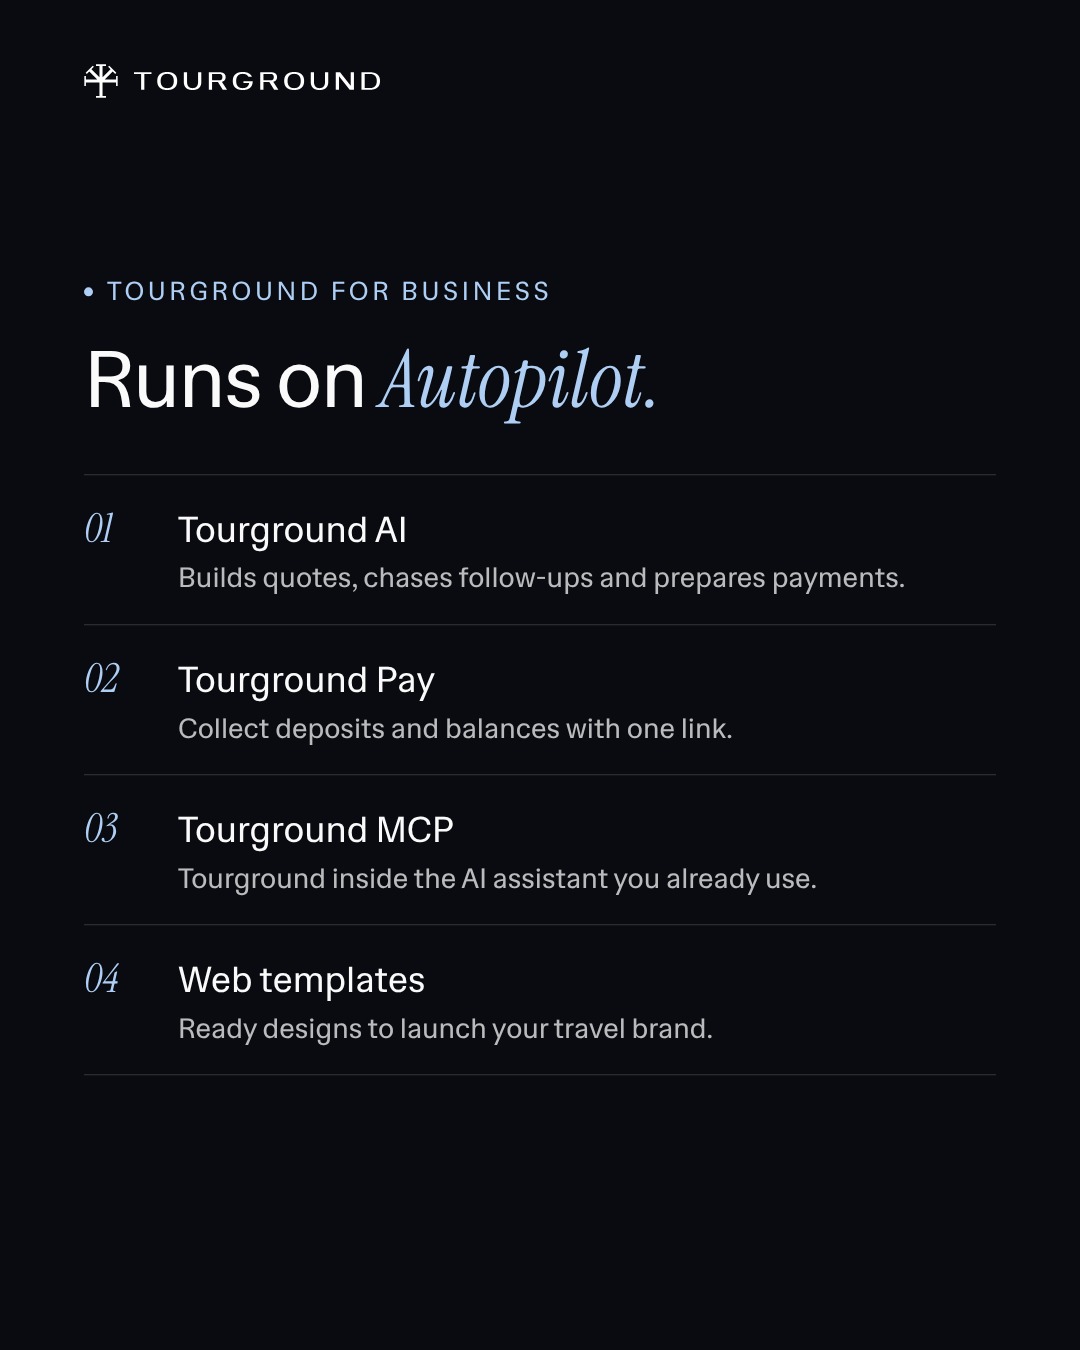 TOURGROUND
• TOURGROUND FOR BUSINESS
Runs on Autopilot.
01 Tourground AI
Builds quotes, chases follow-ups and prepares payments.
02 Tourground Pay
Collect deposits and balances with one link.
03 Tourground MCP
Tourground inside the AI assistant you already use.
04 Web templates
Ready designs to launch your travel brand.